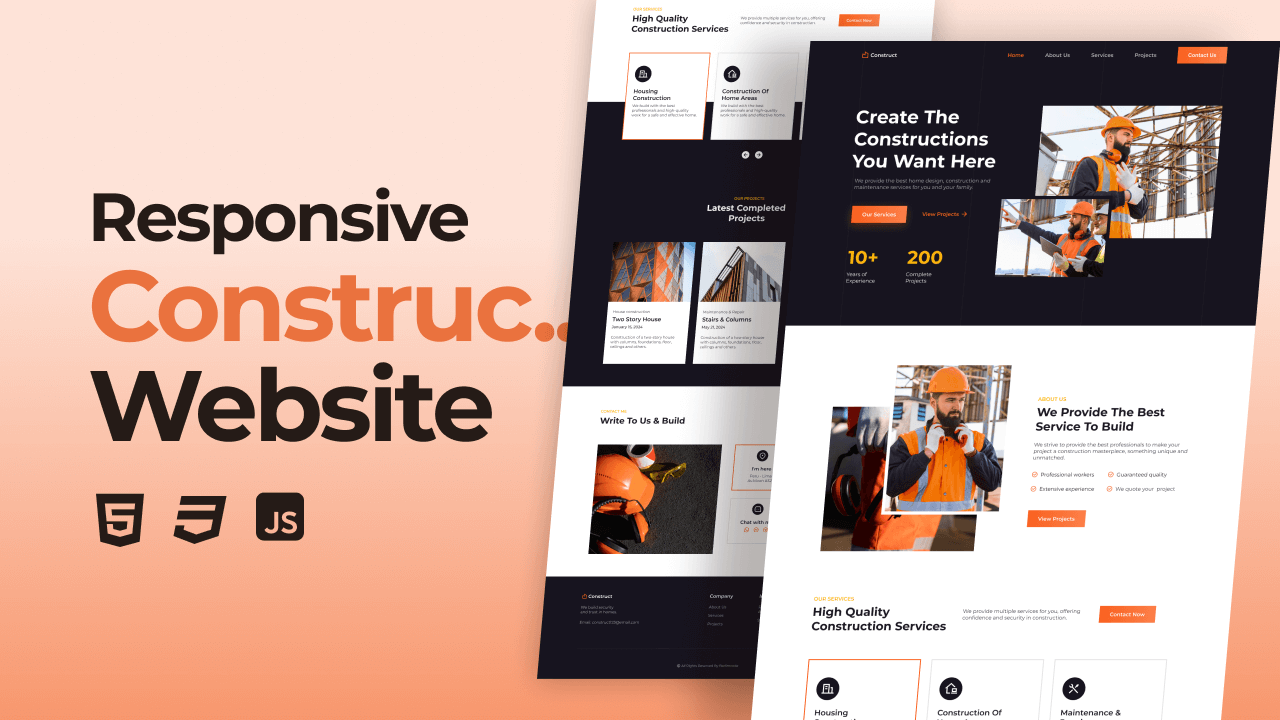 Responsive
Construc...
Website
5
JS
OUR SERVICES
High Quality
Construction Services
We provide multiple services for you, offering
confidence and security in construction.
Contact Now
Housing
Construction
We build with the best
professionals and high quality
work for a safe and effective home.
Construction Of
Home Areas
We build with the best
professionals and high quality
work for a safe and effective home.
OUR PROJECTS
Latest Completed
Projects
House construction
Two Story House
January 15, 2024
Construction of a two story house
with columns, foundations, floor,
ceilings and others
Maintenance & Repair
Stairs & Columns
May 21, 2024
Construction of a two story house
with columns, foundations, floor,
ceilings and others
CONTACT US
Write To Us & Build
I'm here
Chat with
Construct
We build security
and trust in homes.
Company
About Us
Services
Projects
Construct
Home
About Us
Services
Projects
Contact Us
Create The
Constructions
You Want Here
We provide the best home design, construction and
maintenance services for you and your family.
Our Services
View Projects
10+
Years of
Experience
200
Complete
Projects
ABOUT US
We Provide The Best
Service To Build
We strive to provide the best professionals to make your
project a construction masterpiece, something unique and
unmatched.
Professional workers
Guaranteed quality
Extensive experience
We quote your project
View Projects
OUR SERVICES
High Quality
Construction Services
We provide multiple services for you, offering
confidence and security in construction.
Contact Now
Housing
Construction Of
Maintenance &